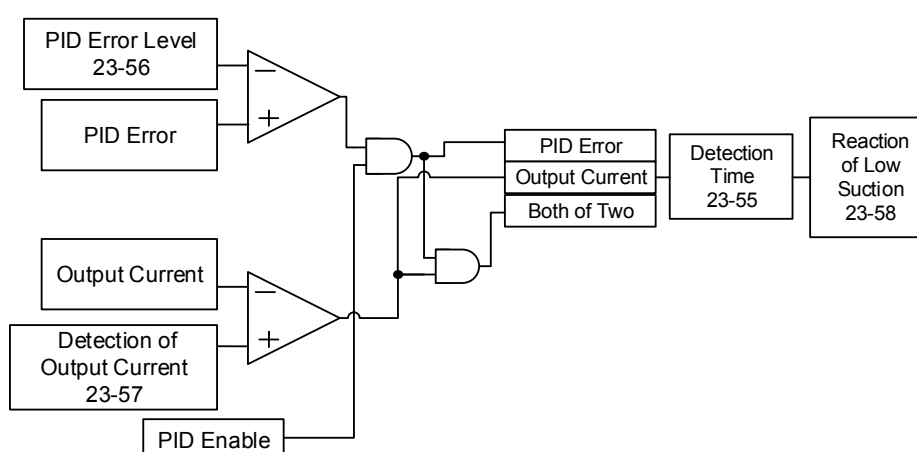 PID Error Level
23-56
−
+
PID Error
PID Error
Output Current
Both of Two
Detection
Time
23-55
Reaction
of Low
Suction
23-58
Output Current
−
+
Detection of
Output Current
23-57
PID Enable